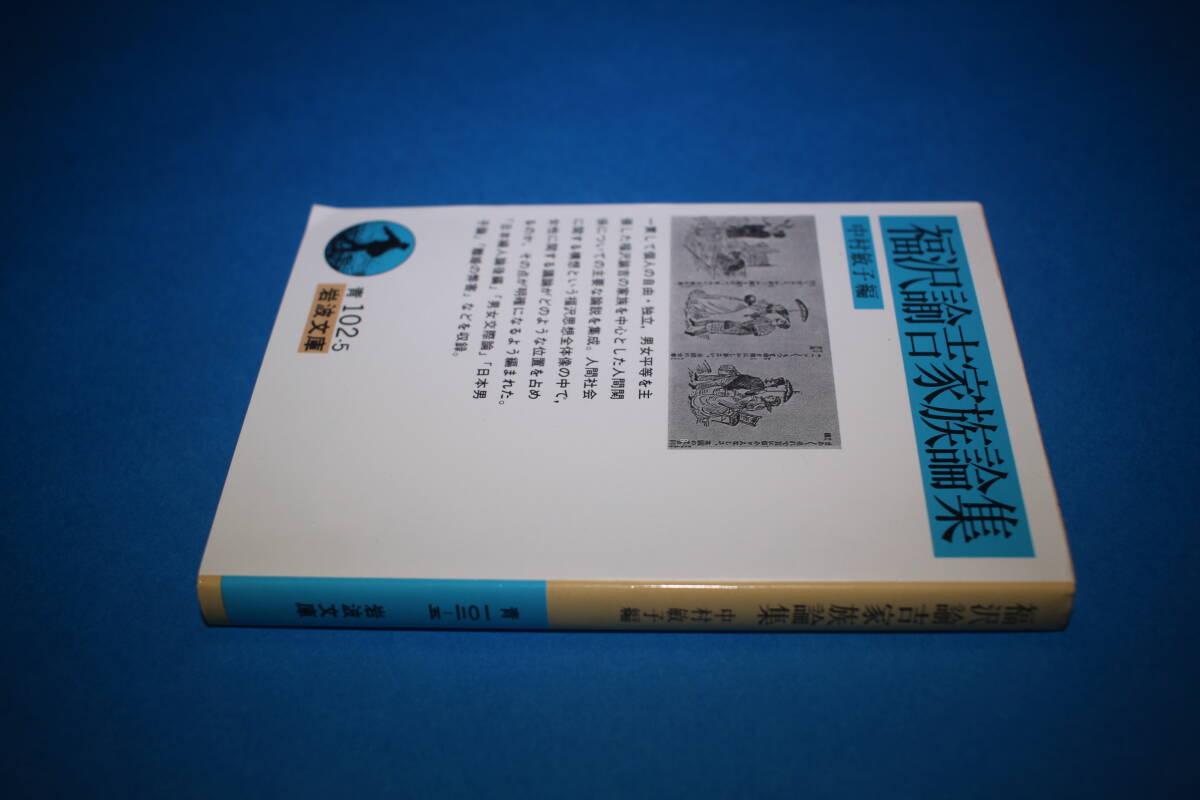 福沢諭吉家族論集
中村敏子編
一貫して個人の自由・独立，男女平等を主
張した福沢諭吉の家族を中心とした人間関
係についての主要な論説を集成。人間社会
に関する構想という福沢思想全体像の中で，
女性に関する議論がどのような位置を占め
るのか，その点が明確になるよう編まれた。
「日本婦人論後編」「男女交際論」「日本男
子論」「離婚の弊害」などを収録。
青102-5
岩波文庫
福沢諭吉家族論集 中村敏子編
青 一〇二-五 岩波文庫